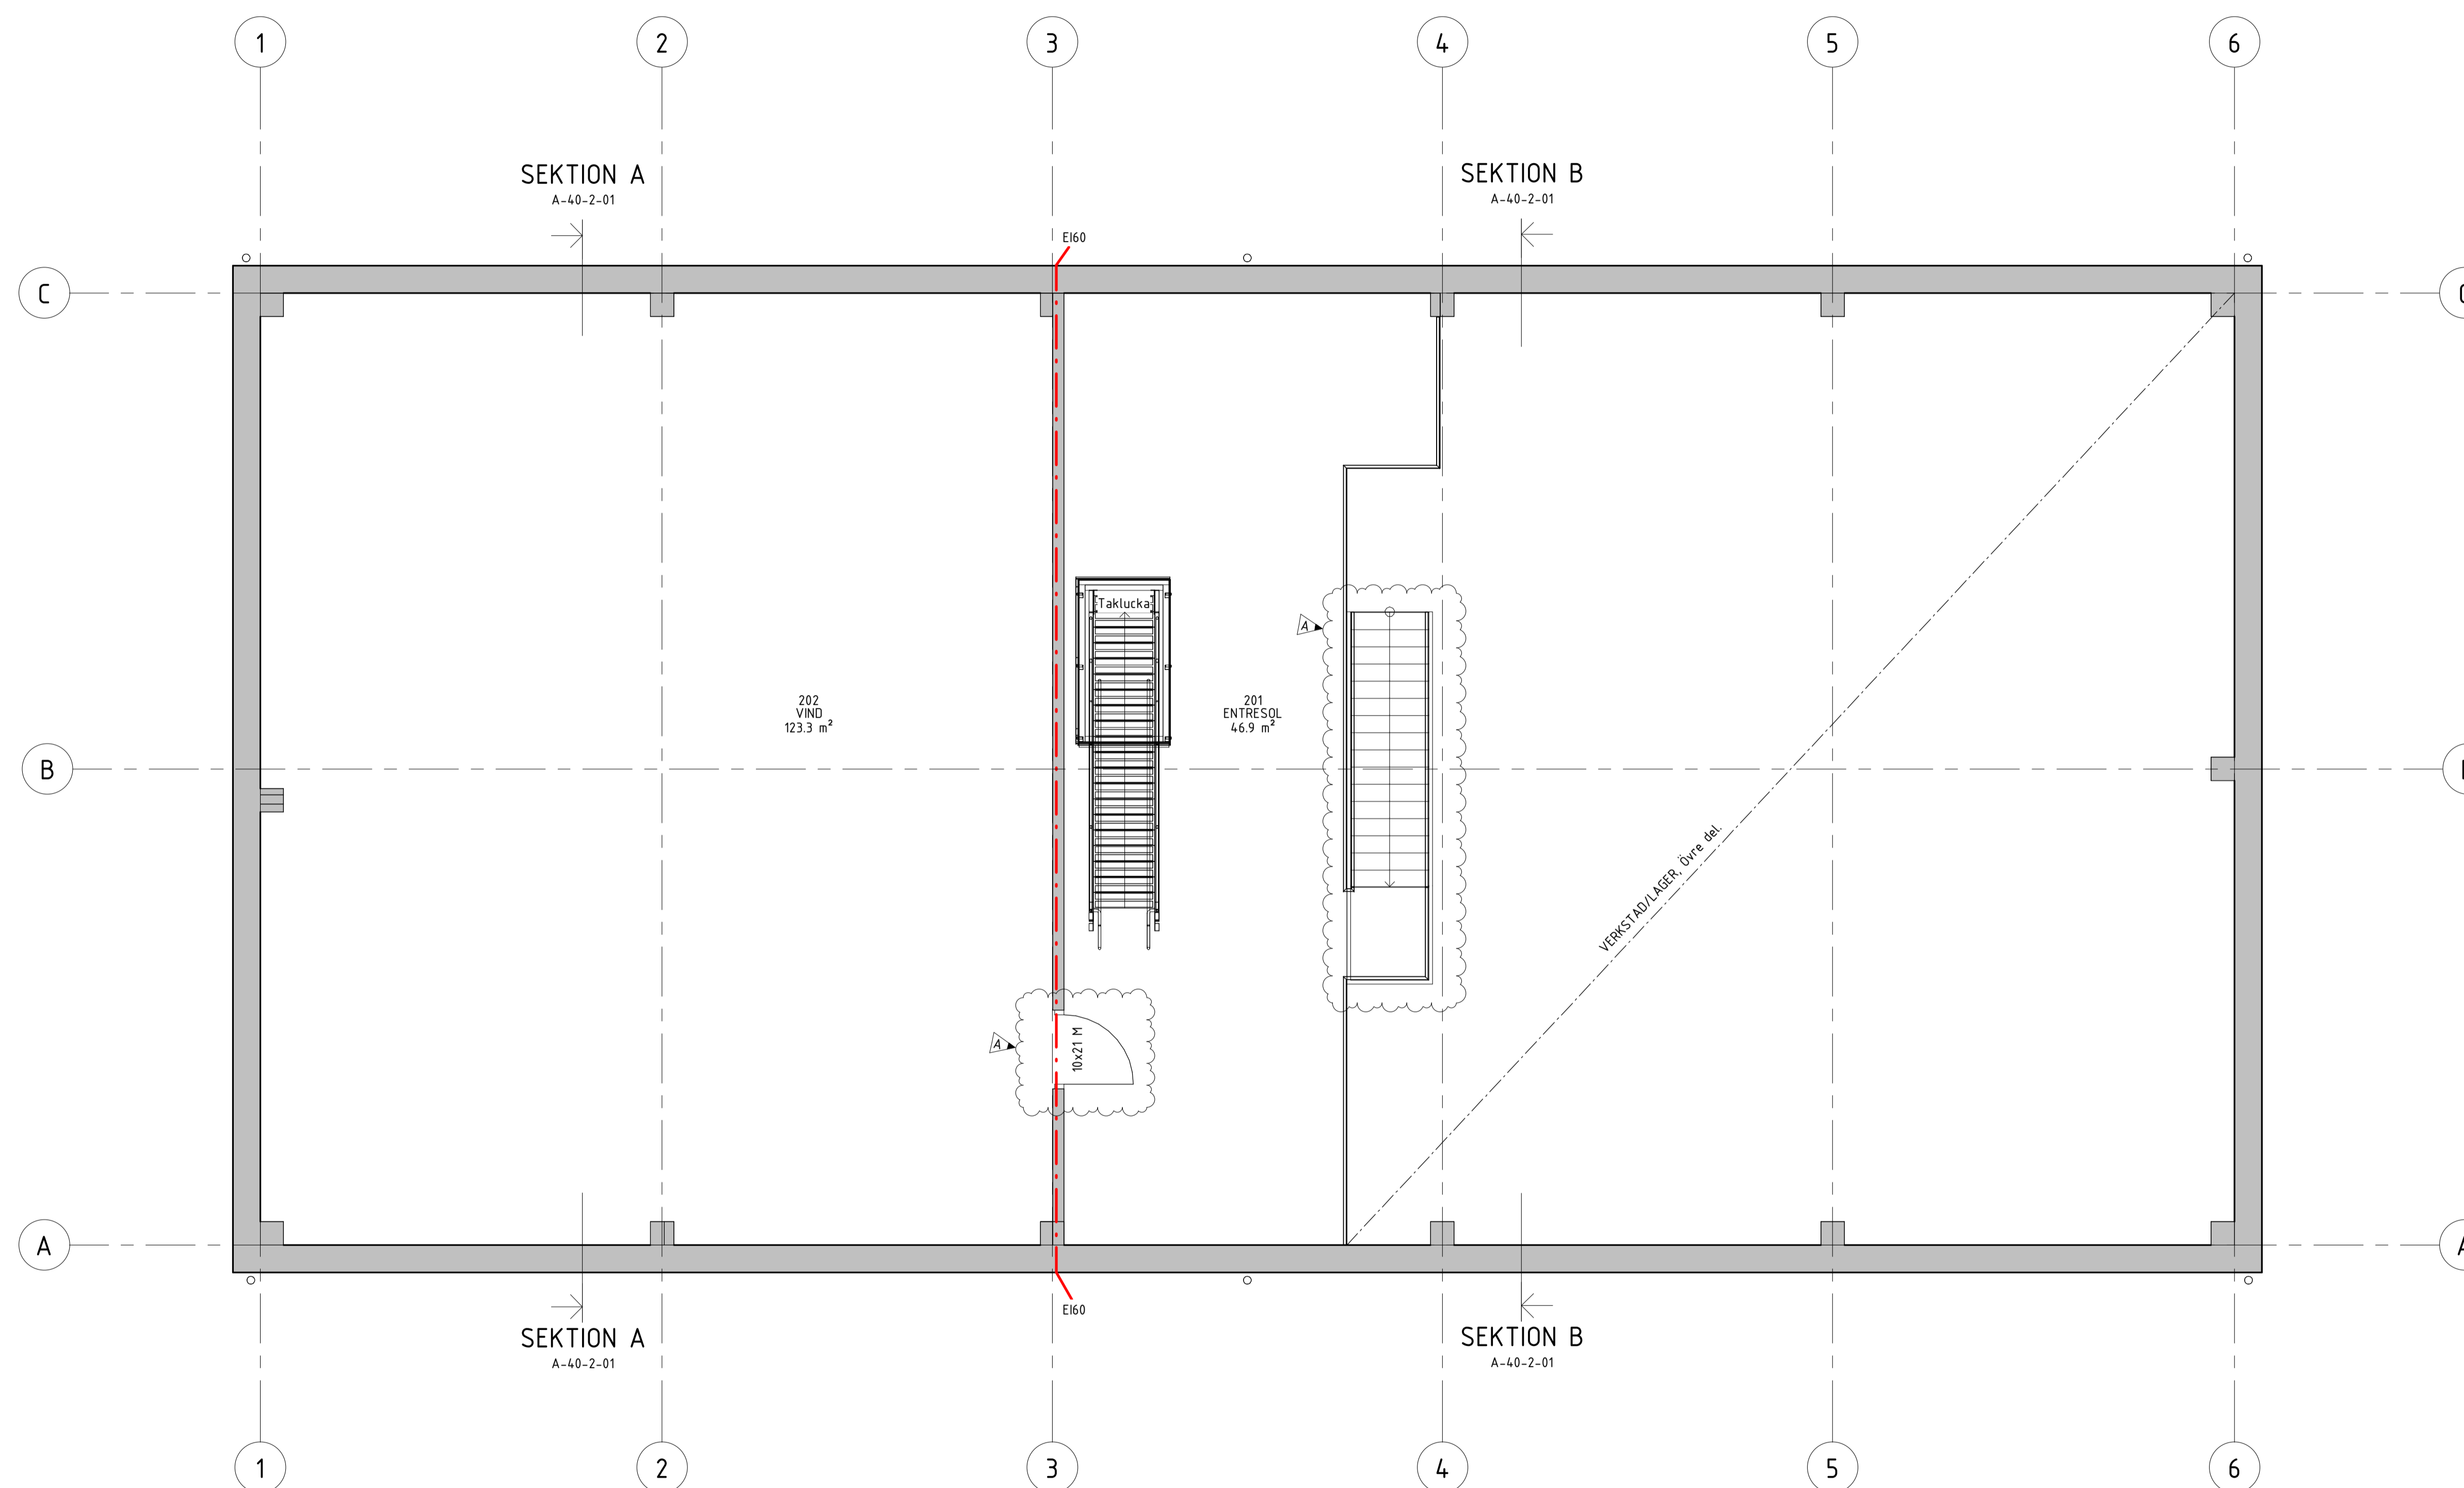 1 2 3 4 5 6
SEKTION A
A-40-2-01
SEKTION B
A-40-2-01
EI60
C
Taklucka
A
202
VIND
123.3 m²
201
ENTRESOL
46.9 m²
B
VERKSTAD/LAGER, Övre del.
10x21 M
A
A
EI60
SEKTION A
A-40-2-01
SEKTION B
A-40-2-01
1 2 3 4 5 6